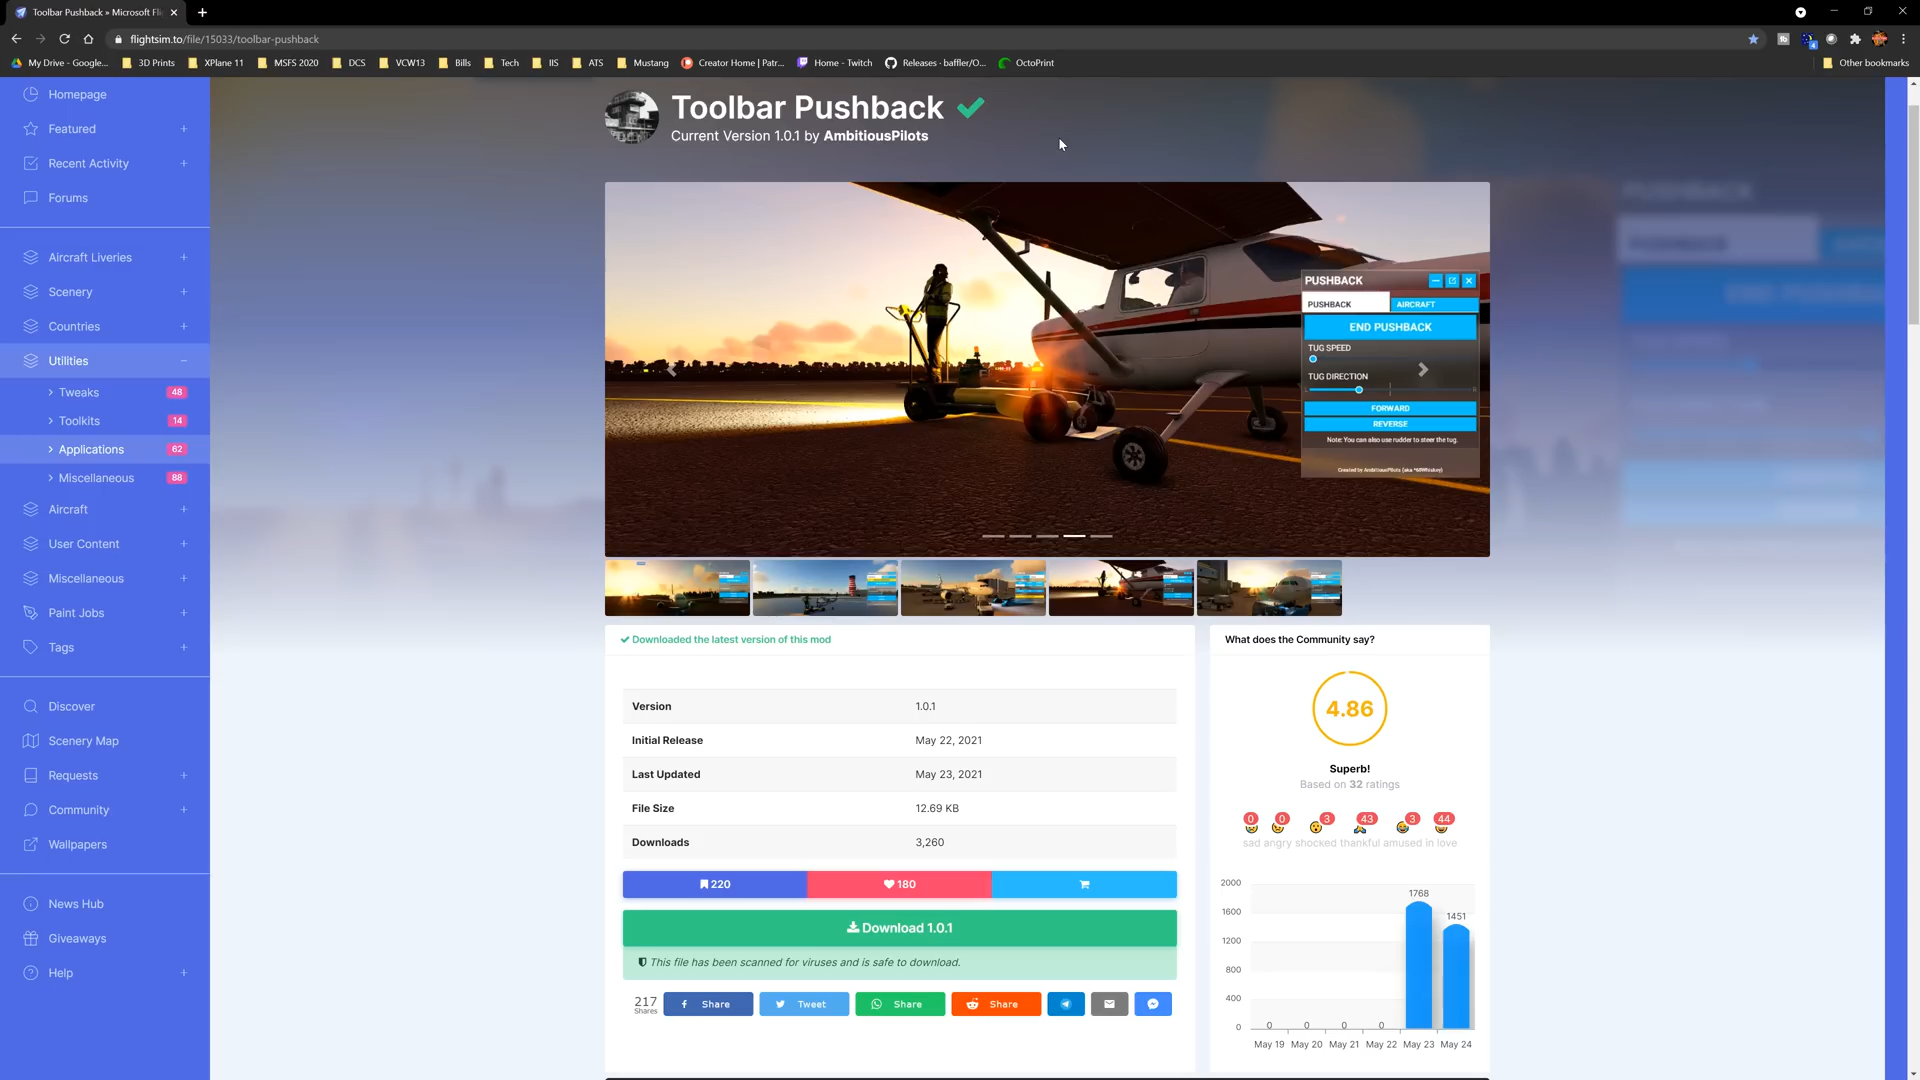 Toolbar Pushback » Microsoft Fli
flightsim.to/file/15033/toolbar-pushback
My Drive - Google...
3D Prints
XPlane 11
MSFS 2020
DCS
VCW13
Bills
Tech
IIS
ATS
Mustang
Creator Home | Patr...
Home - Twitch
Releases · baffler/O...
OctoPrint
Other bookmarks
Homepage
Featured
Recent Activity
Forums
Aircraft Liveries
Scenery
Countries
Utilities
Tweaks 48
Toolkits 14
Applications 62
Miscellaneous 88
Aircraft
User Content
Miscellaneous
Paint Jobs
Tags
Discover
Scenery Map
Requests
Community
Wallpapers
News Hub
Giveaways
Help
Toolbar Pushback
Current Version 1.0.1 by AmbitiousPilots
PUSHBACK
PUSHBACK AIRCRAFT
END PUSHBACK
TUG SPEED
TUG DIRECTION
L R
FORWARD
REVERSE
Note: You can also use rudder to steer the tug.
Created by AmbitiousPilots (aka *MrWhiskey)
Downloaded the latest version of this mod
Version 1.0.1
Initial Release May 22, 2021
Last Updated May 23, 2021
File Size 12.69 KB
Downloads 3,260
220
180
Download 1.0.1
This file has been scanned for viruses and is safe to download.
217
Shares
Share
Tweet
Share
Share
What does the Community say?
4.86
Superb!
Based on 32 ratings
0 0 3 43 3 44
sad angry shocked thankful amused in love
2000
1768
1600
1451
1200
800
400
0
0 0 0 0
May 19 May 20 May 21 May 22 May 23 May 24